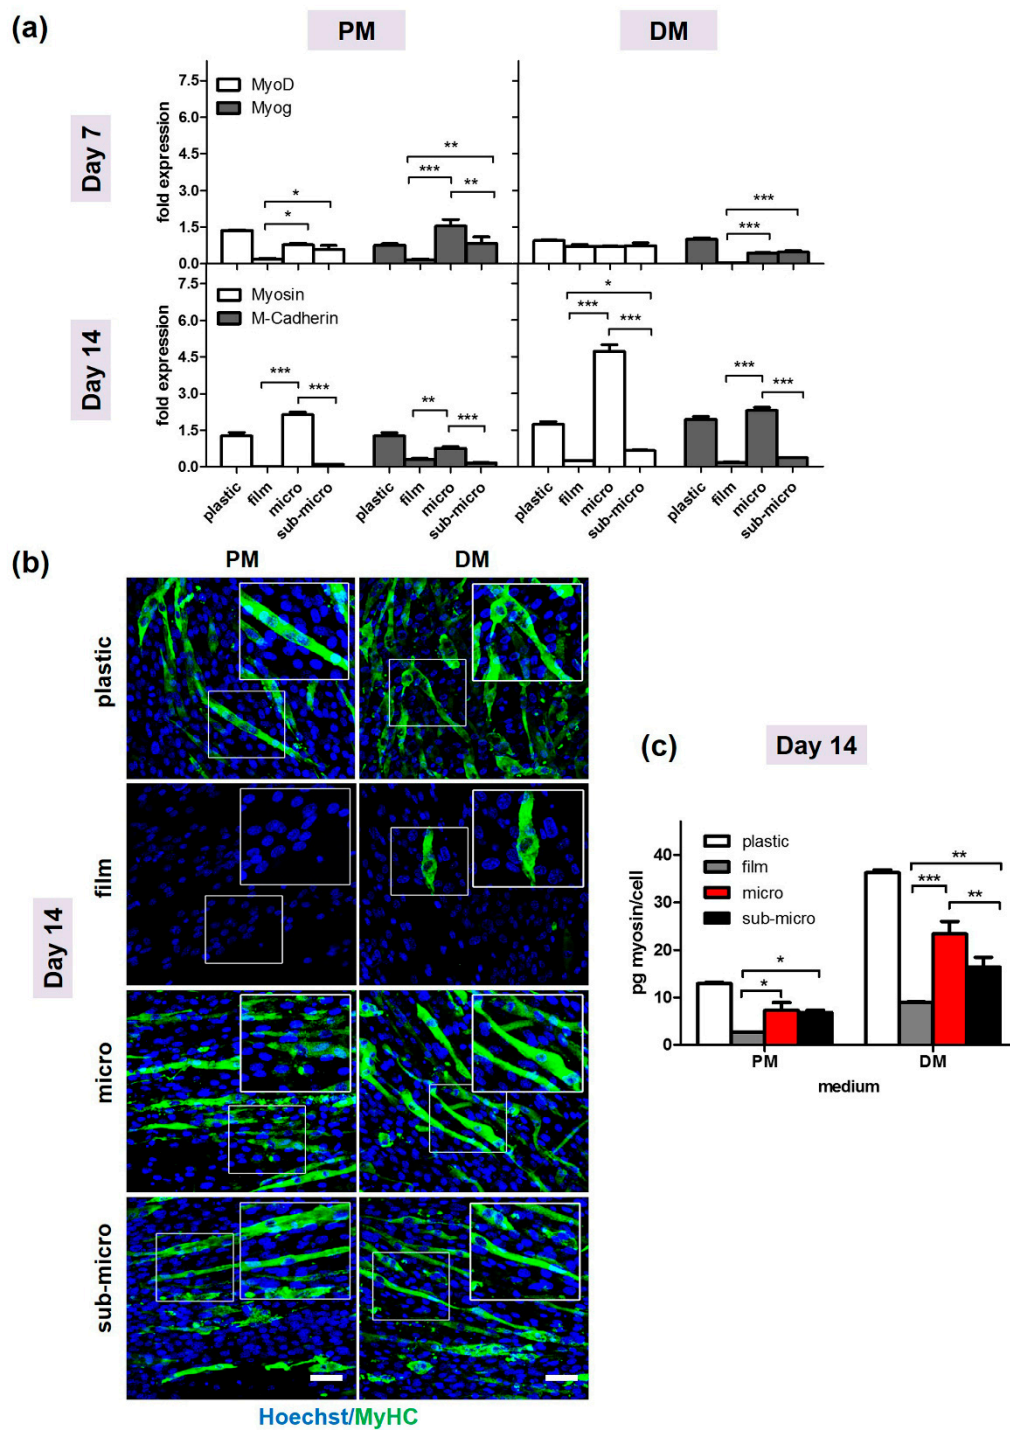 (a)
PM
DM
Day 7
fold expression
7.5
6.0
4.5
3.0
1.5
0.0
MyoD
Myog
*
*
**
***
**
***
***
Day 14
fold expression
7.5
6.0
4.5
3.0
1.5
0.0
Myosin
M-Cadherin
***
***
**
***
*
***
***
***
***
plastic
film
micro
sub-micro
plastic
film
micro
sub-micro
plastic
film
micro
sub-micro
plastic
film
micro
sub-micro
(b)
PM
DM
Day 14
plastic
film
micro
sub-micro
Hoechst/MyHC
(c)
Day 14
pg myosin/cell
40
30
20
10
0
plastic
film
micro
sub-micro
*
*
**
***
**
PM
DM
medium